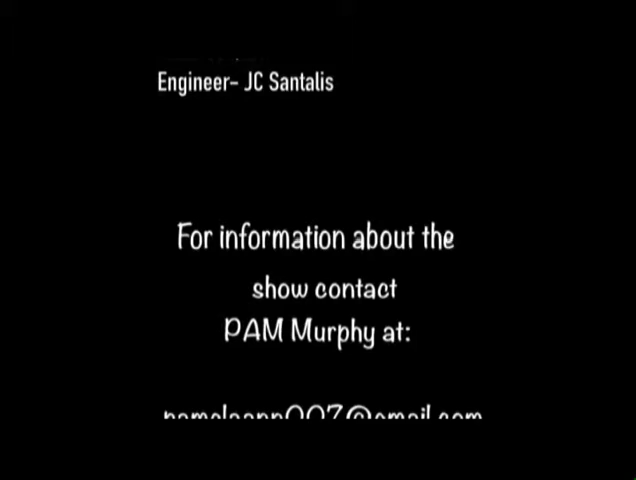 Engineer- JC Santalis
For information about the
show contact
PAM Murphy at: